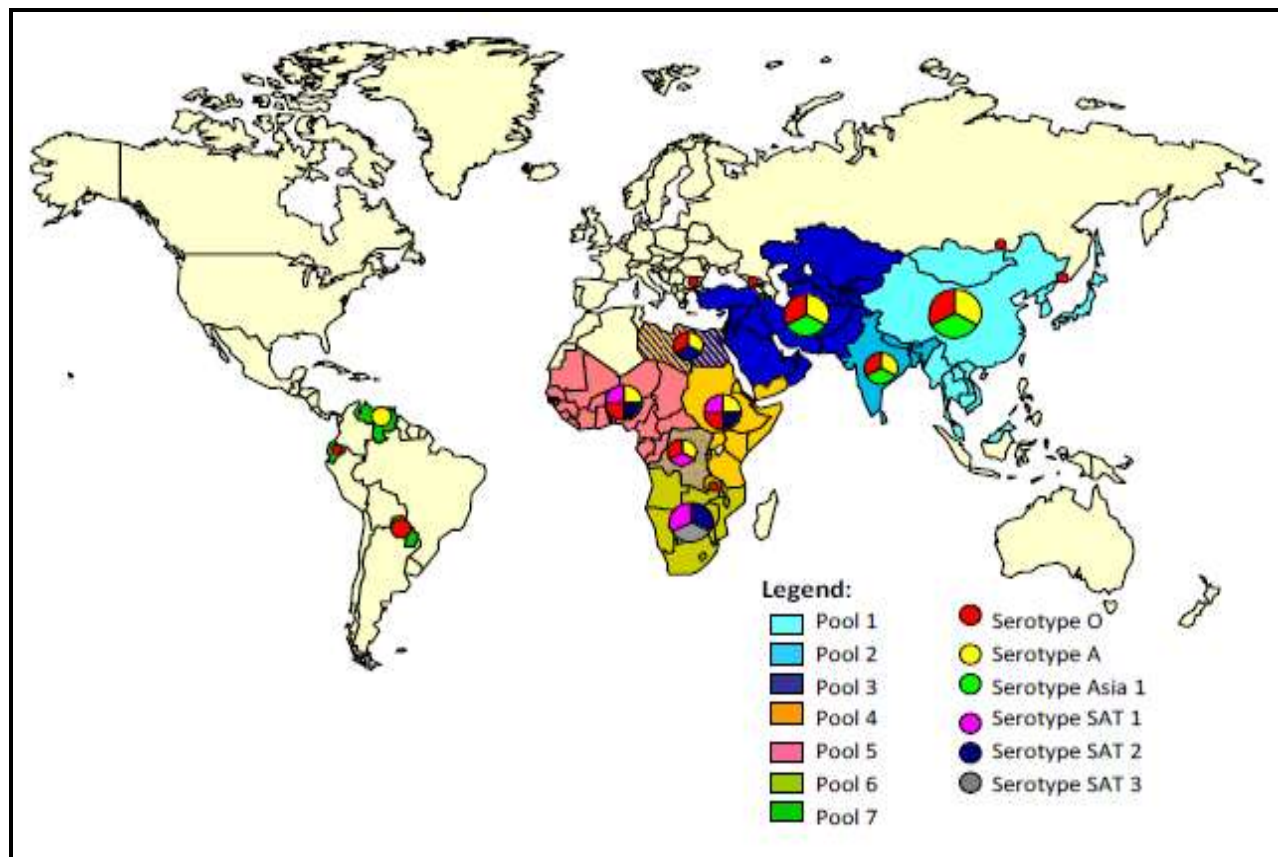 Legend:
Pool 1
Pool 2
Pool 3
Pool 4
Pool 5
Pool 6
Pool 7
Serotype O
Serotype A
Serotype Asia 1
Serotype SAT 1
Serotype SAT 2
Serotype SAT 3